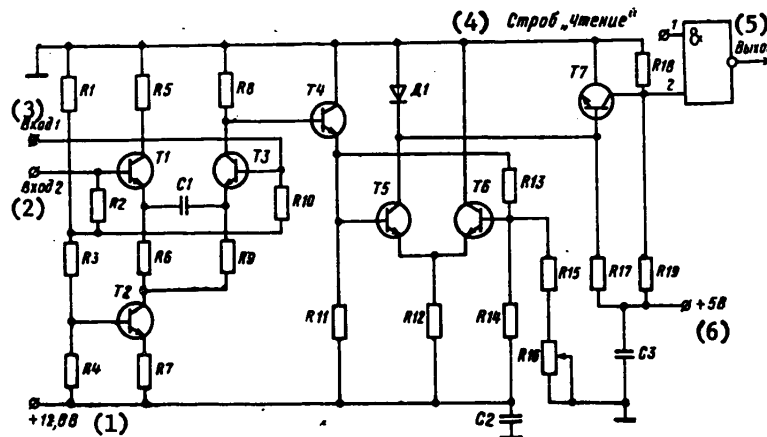 (4) Строб „чтение"
(5)
1
&
Выхо
R1
R5
R8
T4
Д1
T7
R18
2
(3)
Вход 1
T1
C1
T3
Вход 2
(2)
R2
R10
T5
T6
R13
R3
R6
R9
R15
R17
R19
T2
R11
R12
R14
+5В
(6)
R4
R7
R16
C3
+12,6В
(1)
C2